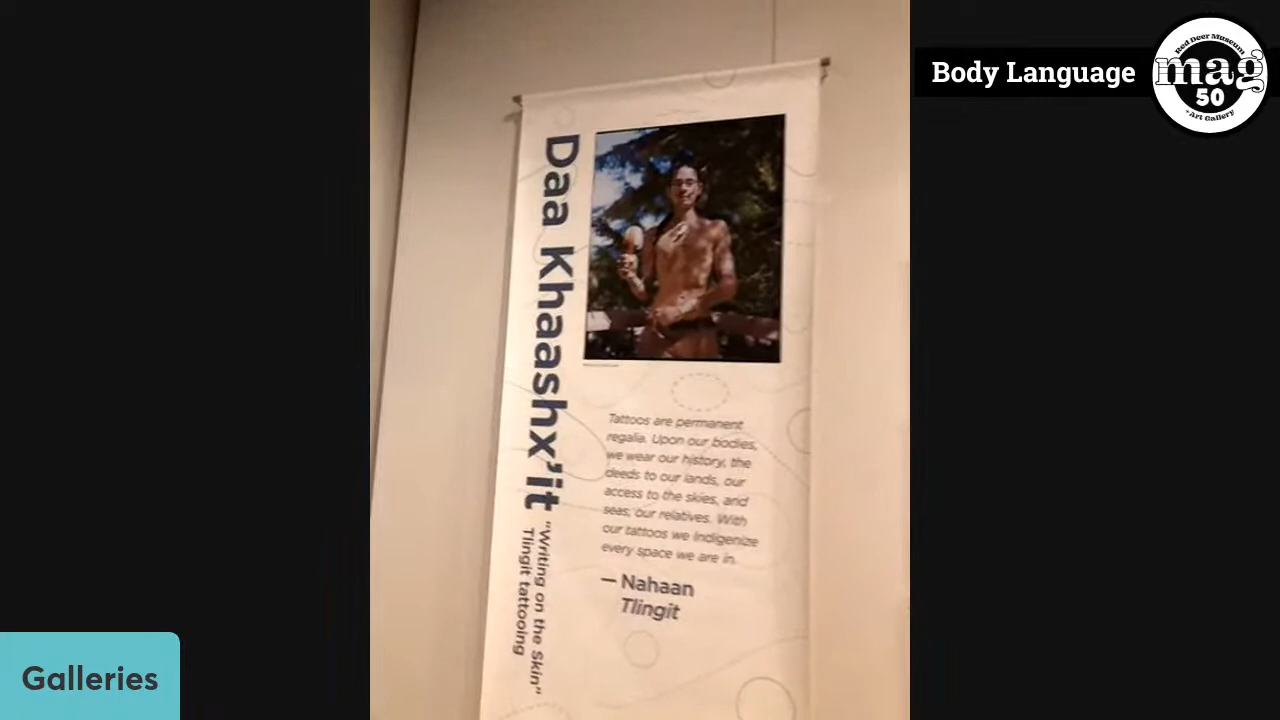 Body Language
Red Deer Museum
mag
50
+ Art Gallery
Daa Khaashx'it
"Writing on the Skin"
Tlingit tattooing
Tattoos are permanent
regalia. Upon our bodies,
we wear our history, the
deeds to our lands, our
access to the skies, and
seas, our relatives. With
our tattoos we Indigenize
every space we are in.
— Nahaan
Tlingit
Galleries